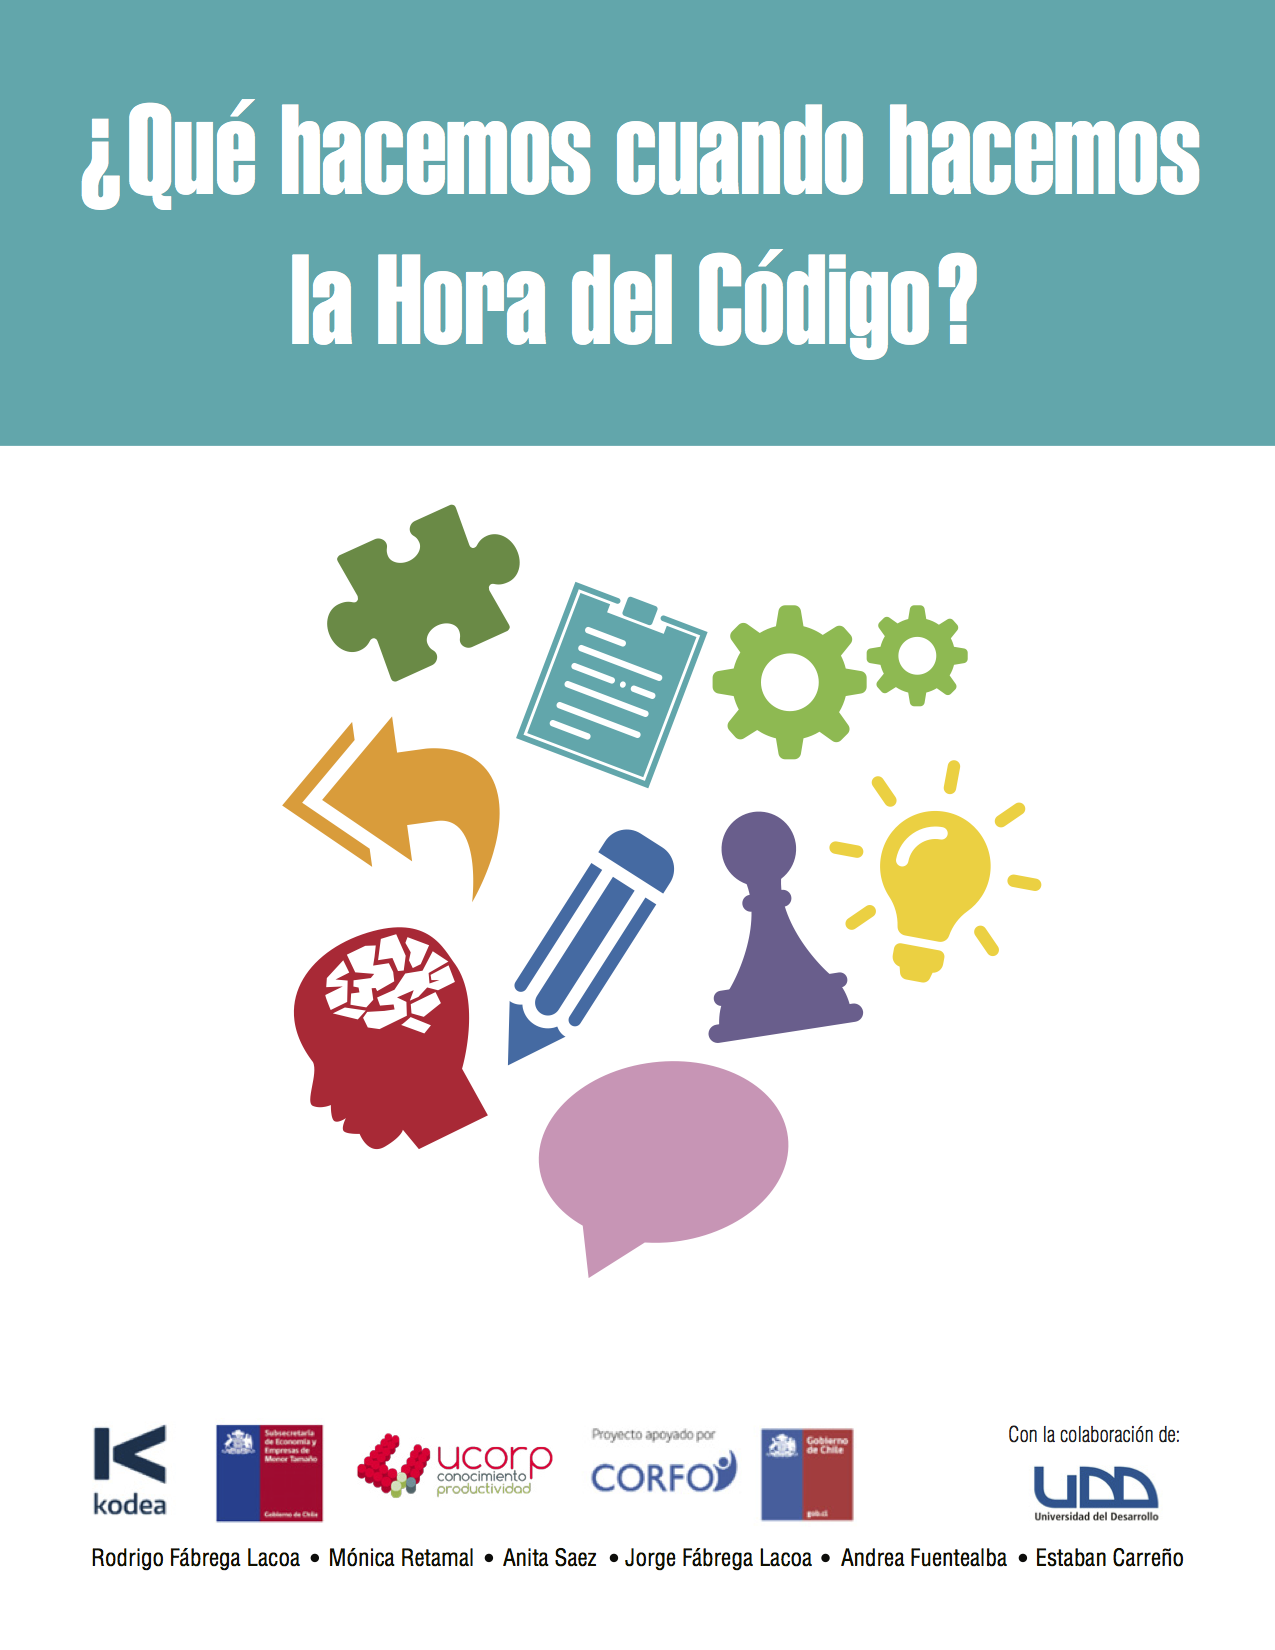 ¿Qué hacemos cuando hacemos
la Hora del Código?
kodea
Subsecretaría
de Economía y
Empresas de
Menor Tamaño
Gobierno de Chile
ucorp
conocimiento
productividad
Proyecto apoyado por
CORFO
Gobierno
de Chile
gob.cl
Con la colaboración de:
UDD
Universidad del Desarrollo
Rodrigo Fábrega Lacoa • Mónica Retamal • Anita Saez • Jorge Fábrega Lacoa • Andrea Fuentealba • Estaban Carreño